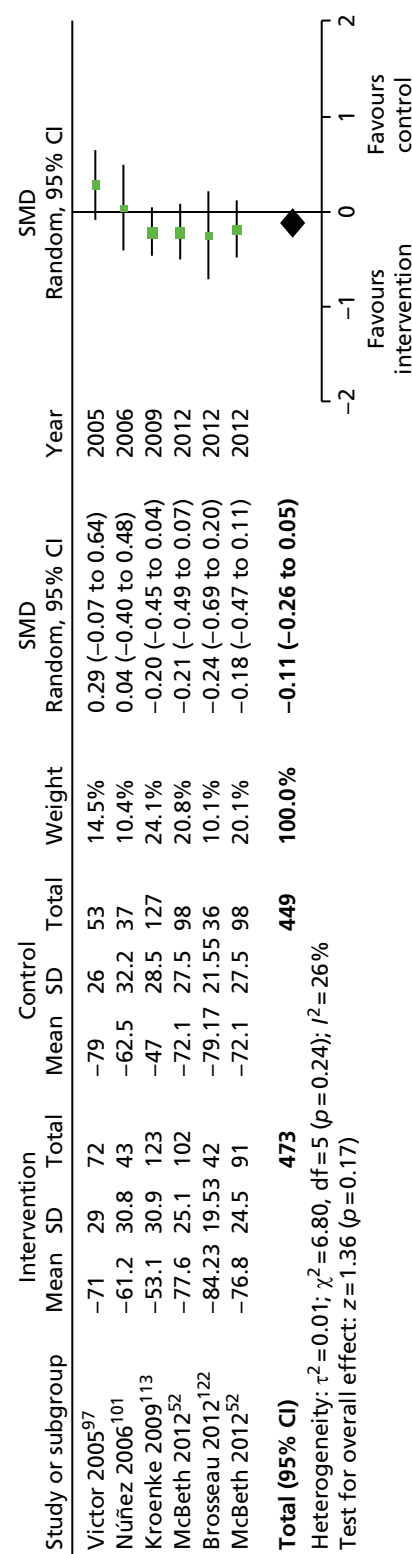 Intervention Control SMD SMD
Study or subgroup Mean SD Total Mean SD Total Weight Random, 95% CI Year Random, 95% CI
Victor 2005⁹⁷ −71 29 72 −79 26 53 14.5% 0.29 (−0.07 to 0.64) 2005
Núñez 2006¹⁰¹ −61.2 30.8 43 −62.5 32.2 37 10.4% 0.04 (−0.40 to 0.48) 2006
Kroenke 2009¹¹³ −53.1 30.9 123 −47 28.5 127 24.1% −0.20 (−0.45 to 0.04) 2009
McBeth 2012⁵² −77.6 25.1 102 −72.1 27.5 98 20.8% −0.21 (−0.49 to 0.07) 2012
Brosseau 2012¹²² −84.23 19.53 42 −79.17 21.55 36 10.1% −0.24 (−0.69 to 0.20) 2012
McBeth 2012⁵² −76.8 24.5 91 −72.1 27.5 98 20.1% −0.18 (−0.47 to 0.11) 2012
Total (95% CI) 473 449 100.0% −0.11 (−0.26 to 0.05)
Heterogeneity: τ²=0.01; χ²=6.80, df=5 (p=0.24); I²=26%
Test for overall effect: z=1.36 (p=0.17)
−2 −1 0 1 2
Favours Favours
intervention control